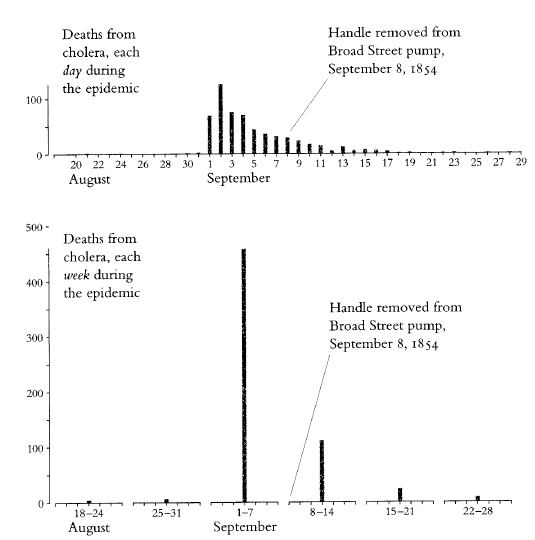 Deaths from
cholera, each
day during
the epidemic
Handle removed from
Broad Street pump,
September 8, 1854
100
0
20 22 24 26 28 30 1 3 5 7 9 11 13 15 17 19 21 23 25 27 29
August September
500
Deaths from
cholera, each
week during
the epidemic
400
300
Handle removed from
Broad Street pump,
September 8, 1854
200
100
0
18–24 25–31 1–7 8–14 15–21 22–28
August September